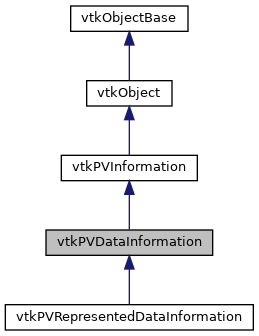 vtkObjectBase
vtkObject
vtkPVInformation
vtkPVDataInformation
vtkPVRepresentedDataInformation